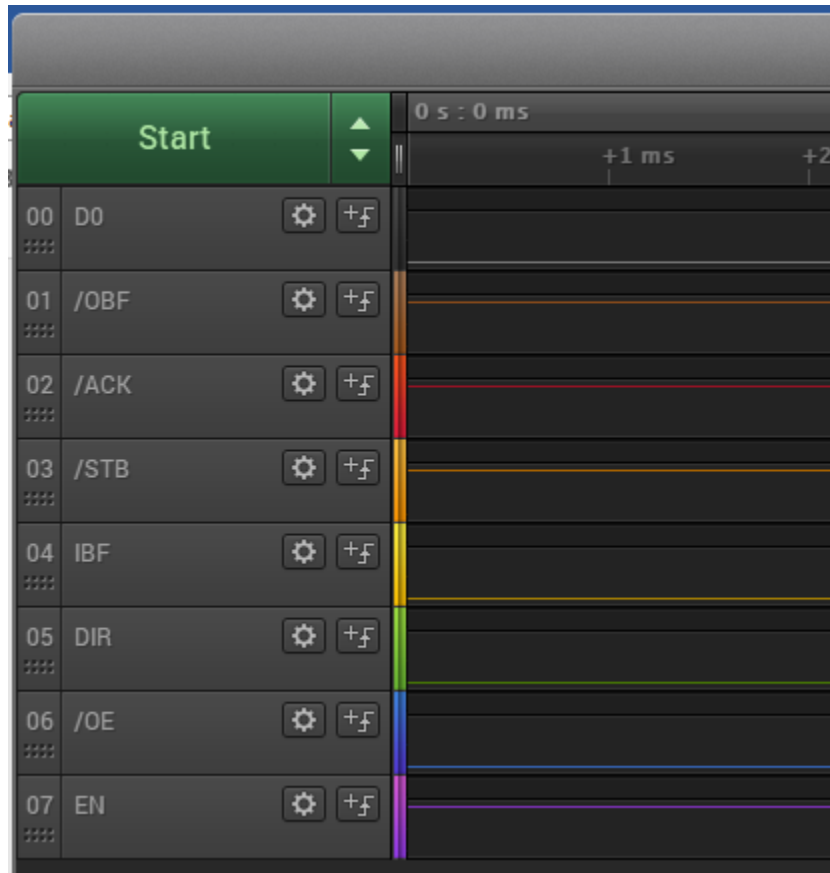 Start
0 s : 0 ms
+1 ms
+2
00 D0
01 /OBF
02 /ACK
03 /STB
04 IBF
05 DIR
06 /OE
07 EN